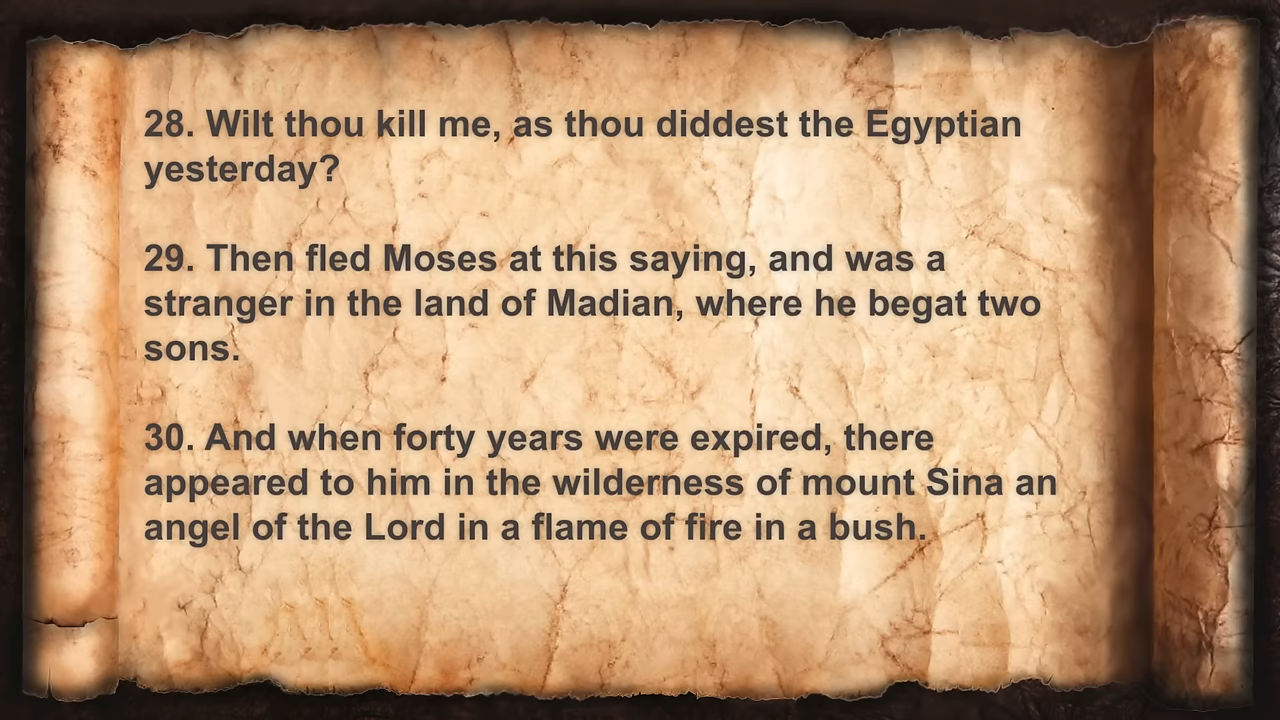 28. Wilt thou kill me, as thou diddest the Egyptian
yesterday?
29. Then fled Moses at this saying, and was a
stranger in the land of Madian, where he begat two
sons.
30. And when forty years were expired, there
appeared to him in the wilderness of mount Sina an
angel of the Lord in a flame of fire in a bush.